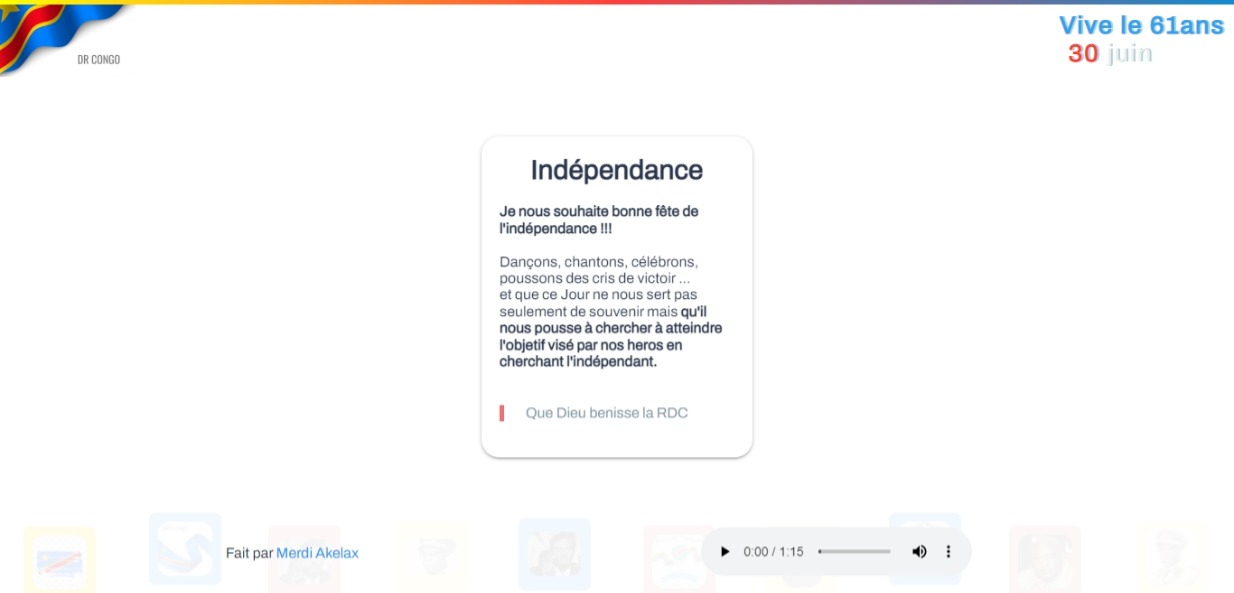 DR CONGO
Vive le 61ans
30 juin
Indépendance
Je nous souhaite bonne fête de
l'indépendance !!!
Dançons, chantons, célébrons,
poussons des cris de victoir ...
et que ce Jour ne nous sert pas
seulement de souvenir mais qu'il
nous pousse à chercher à atteindre
l'objetif visé par nos heros en
cherchant l'indépendant.
Que Dieu benisse la RDC
Fait par Merdi Akelax
0:00 / 1:15